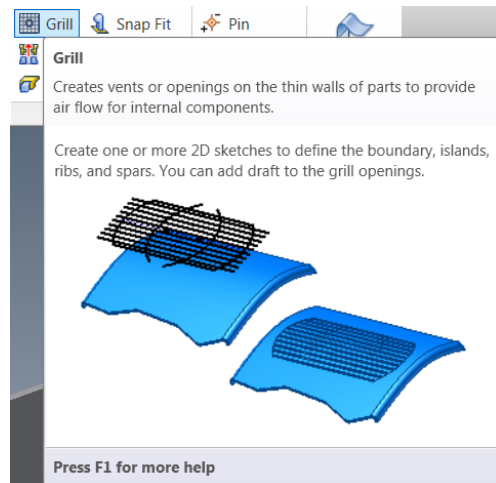 Grill Snap Fit Pin
Grill
Creates vents or openings on the thin walls of parts to provide
air flow for internal components.
Create one or more 2D sketches to define the boundary, islands,
ribs, and spars. You can add draft to the grill openings.
Press F1 for more help